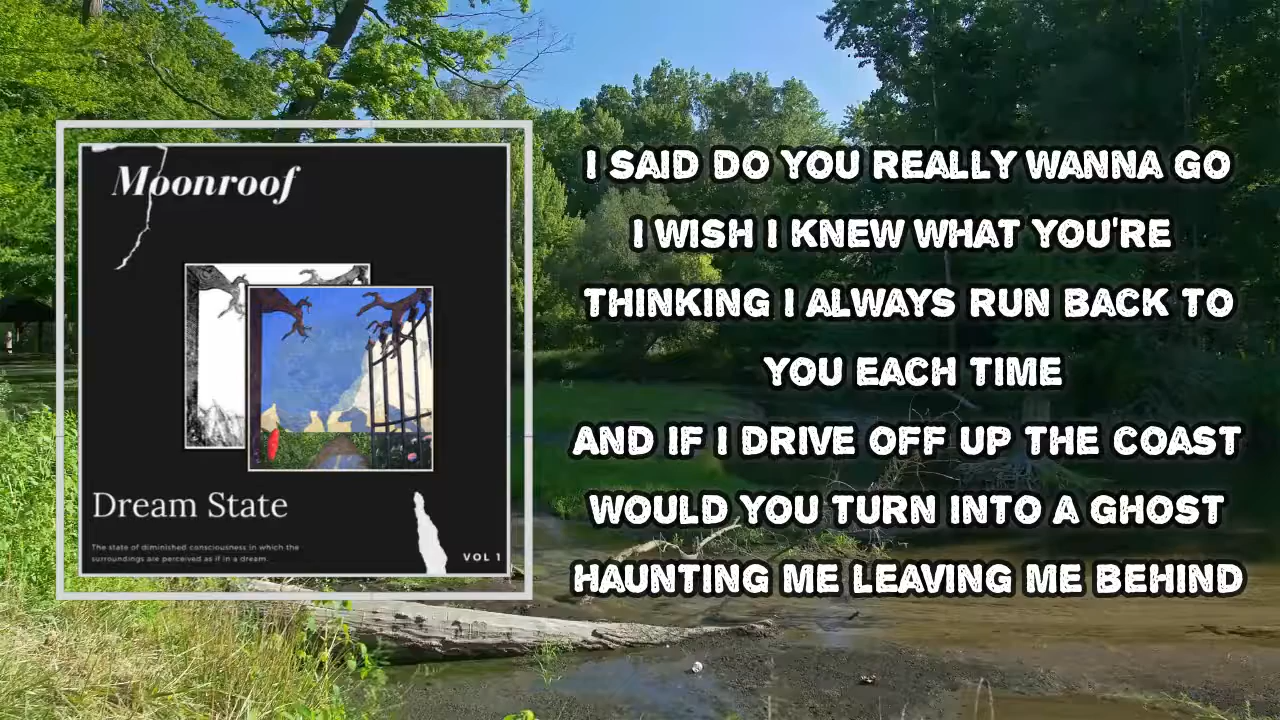 Moonroof
Dream State
The state of diminished consciousness in which the
surroundings are perceived as if in a dream.
VOL 1
I SAID DO YOU REALLY WANNA GO
I WISH I KNEW WHAT YOU'RE
THINKING I ALWAYS RUN BACK TO
YOU EACH TIME
AND IF I DRIVE OFF UP THE COAST
WOULD YOU TURN INTO A GHOST
HAUNTING ME LEAVING ME BEHIND